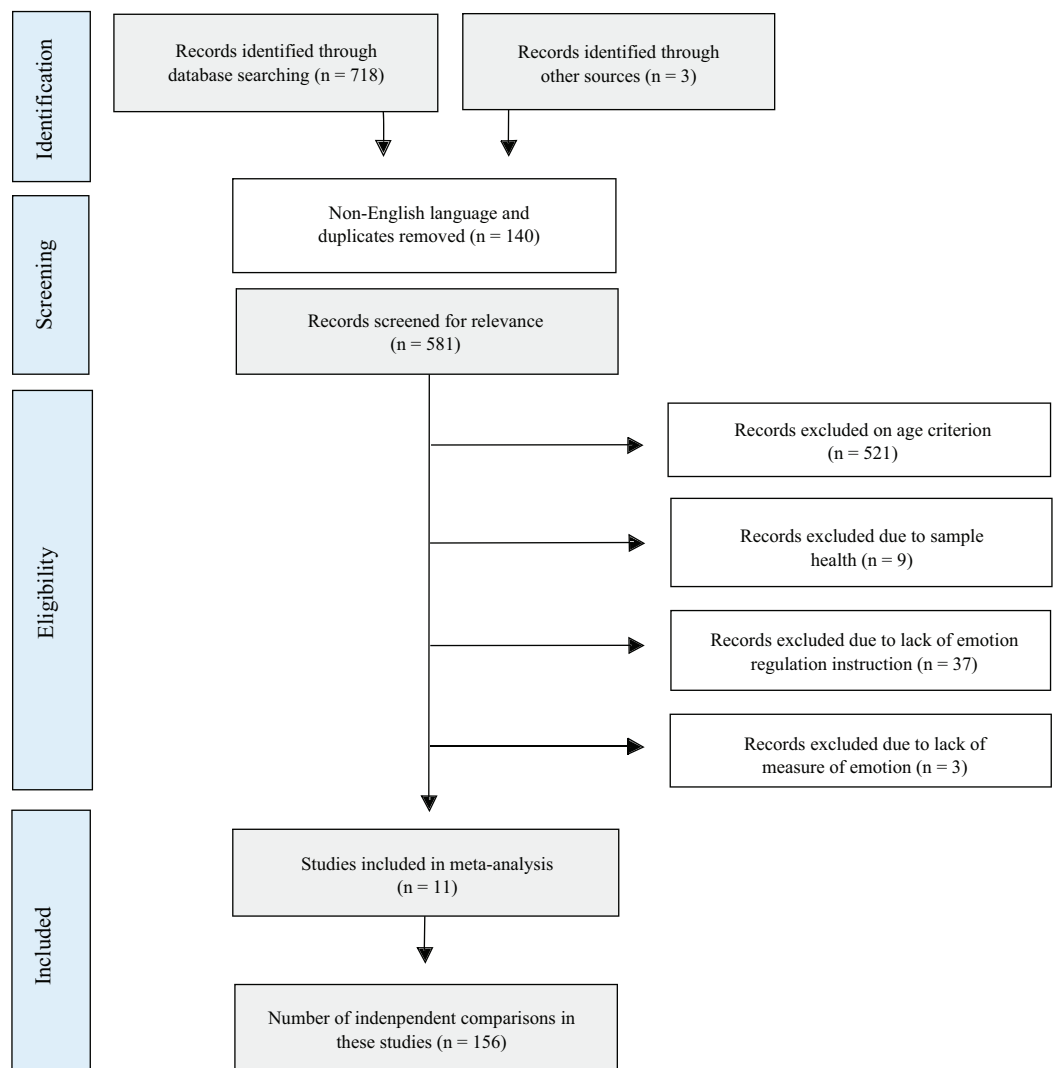 Identification
Records identified through
database searching (n = 718)
Records identified through
other sources (n = 3)
Screening
Non-English language and
duplicates removed (n = 140)
Records screened for relevance
(n = 581)
Eligibility
Records excluded on age criterion
(n = 521)
Records excluded due to sample
health (n = 9)
Records excluded due to lack of emotion
regulation instruction (n = 37)
Records excluded due to lack of
measure of emotion (n = 3)
Included
Studies included in meta-analysis
(n = 11)
Number of indenpendent comparisons in
these studies (n = 156)